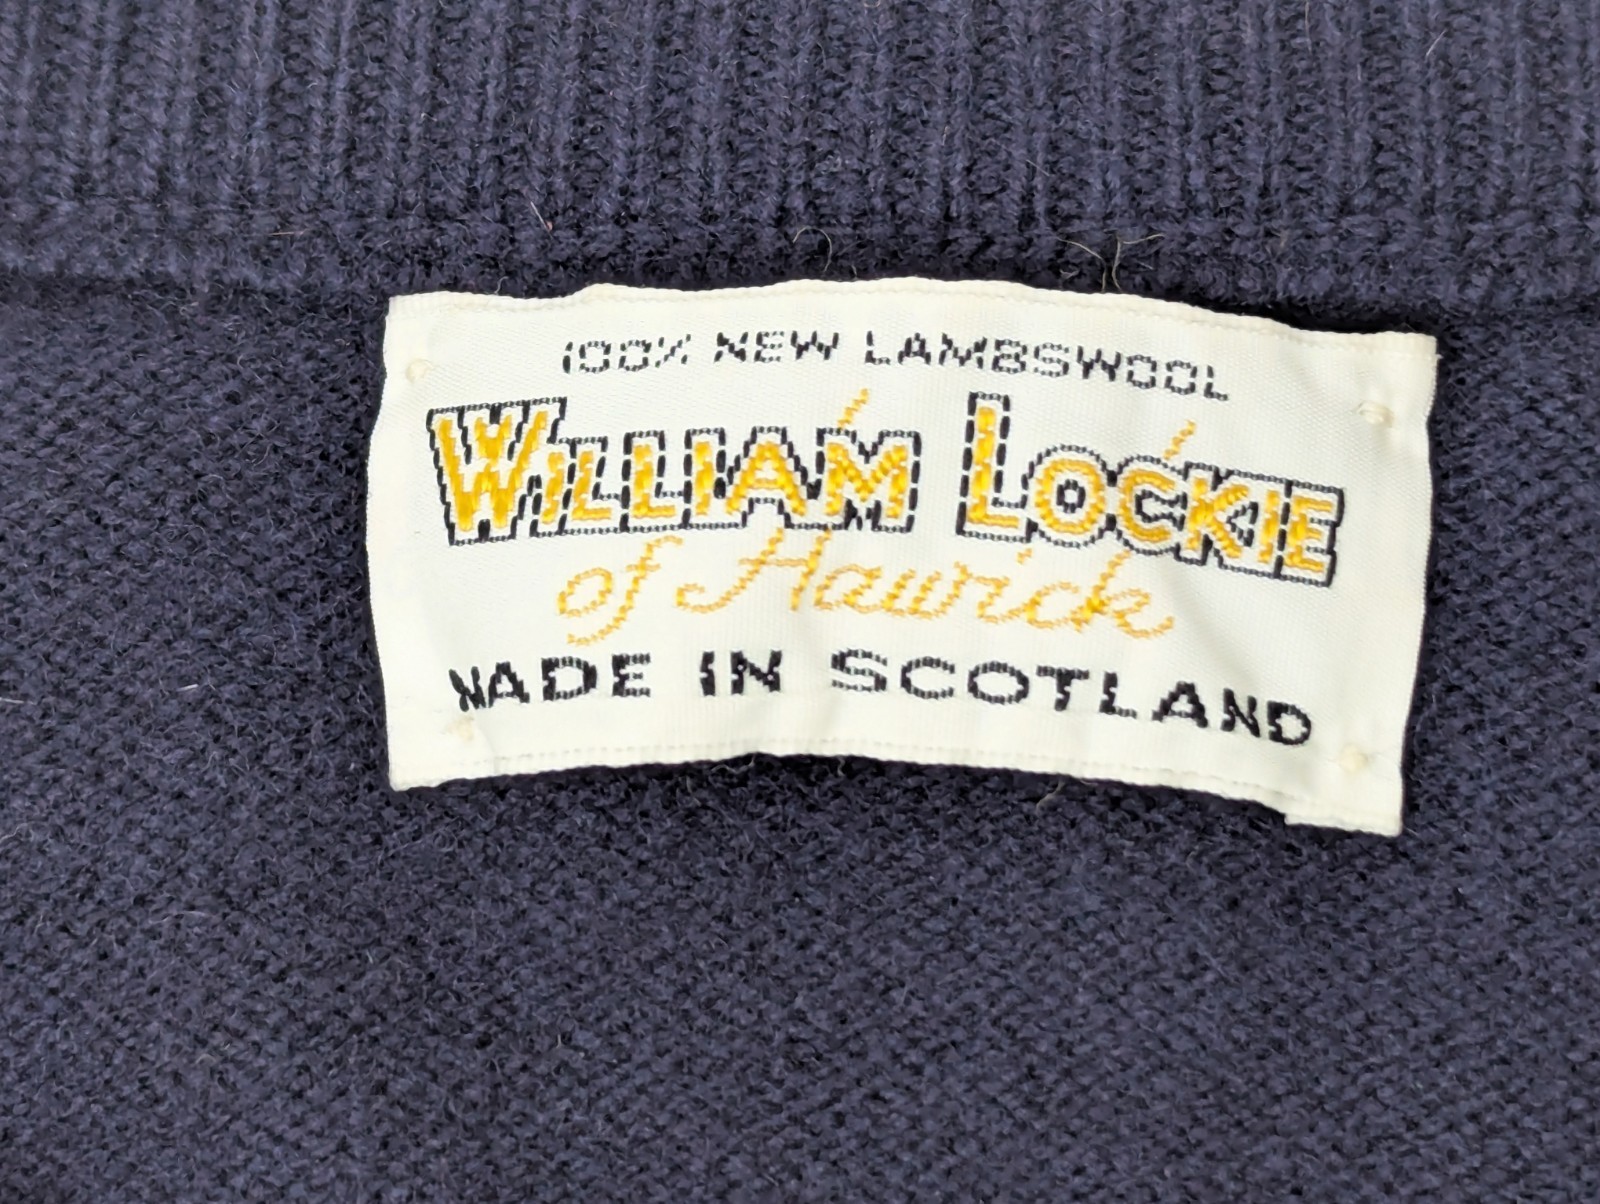 100% NEW LAMBSWOOL
WILLIAM LOCKIE
of Hawick
MADE IN SCOTLAND